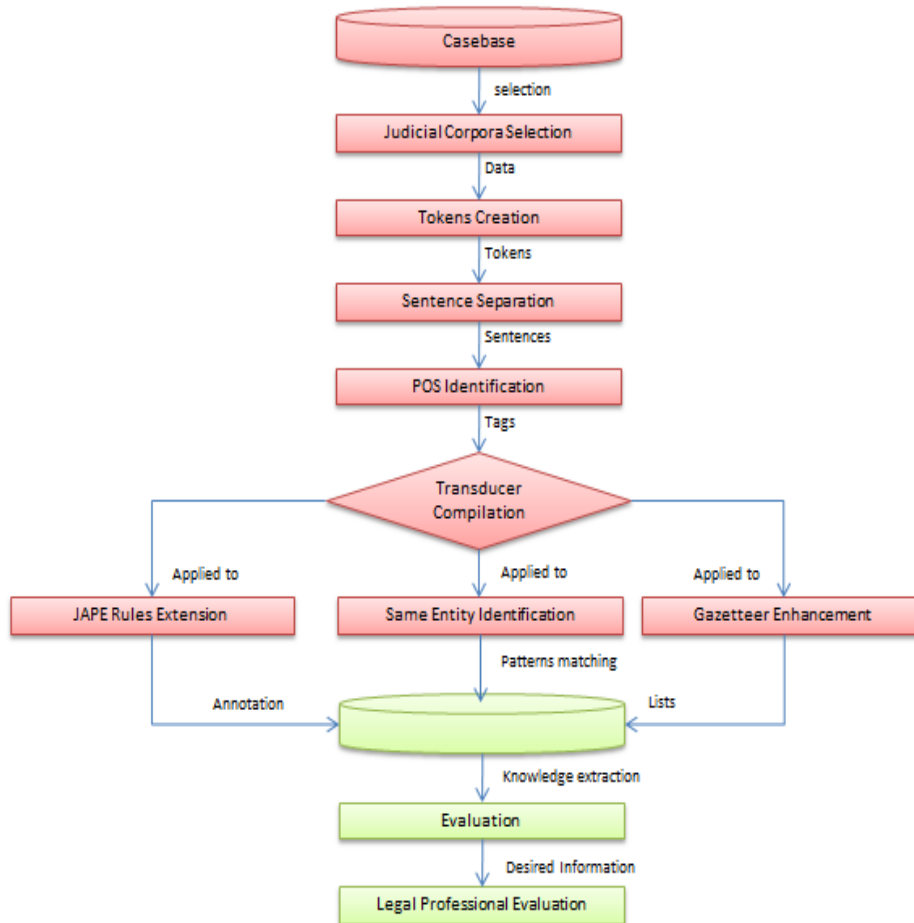 Casebase
selection
Judicial Corpora Selection
Data
Tokens Creation
Tokens
Sentence Separation
Sentences
POS Identification
Tags
Transducer
Compilation
Applied to
Applied to
Applied to
JAPE Rules Extension
Same Entity Identification
Gazetteer Enhancement
Patterns matching
Annotation
Lists
Knowledge extraction
Evaluation
Desired Information
Legal Professional Evaluation